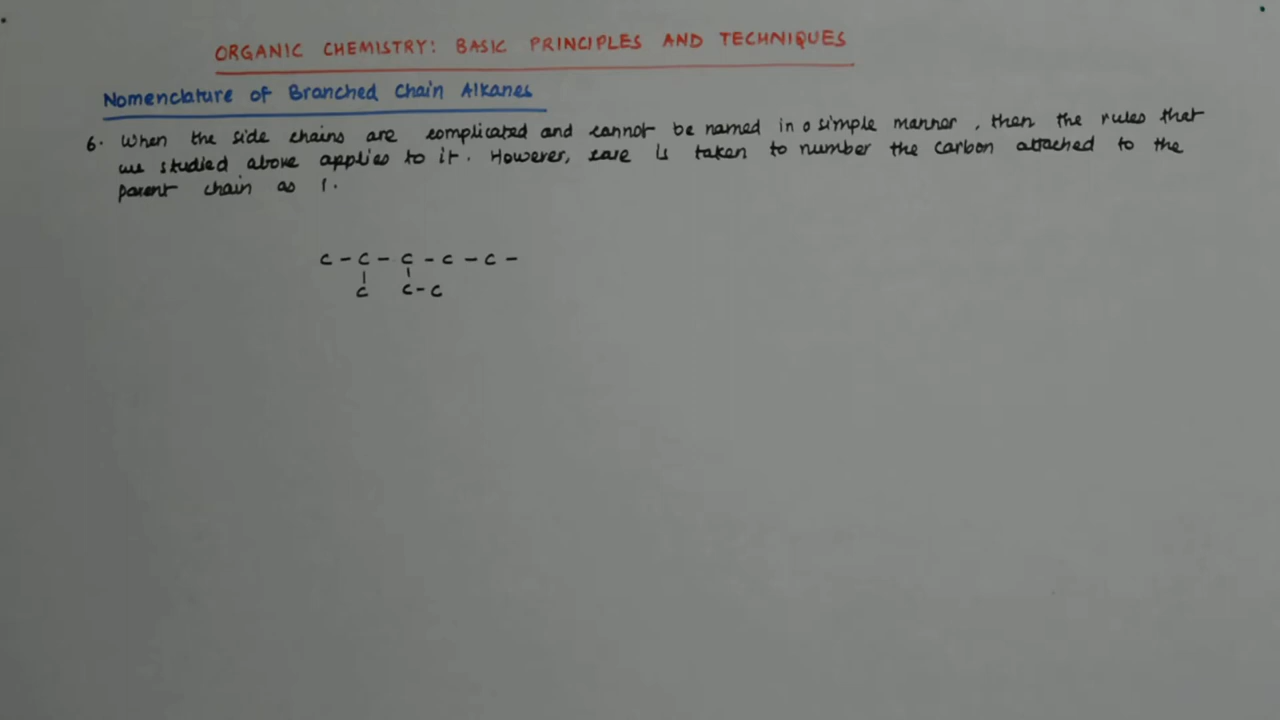 ORGANIC CHEMISTRY: BASIC PRINCIPLES AND TECHNIQUES
Nomenclature of Branched Chain Alkanes
6. When the side chains are complicated and cannot be named in a simple manner, then the rules that
we studied above applies to it. However, care is taken to number the carbon attached to the
parent chain as 1.
C - C - C - C - C -
| |
C C - C